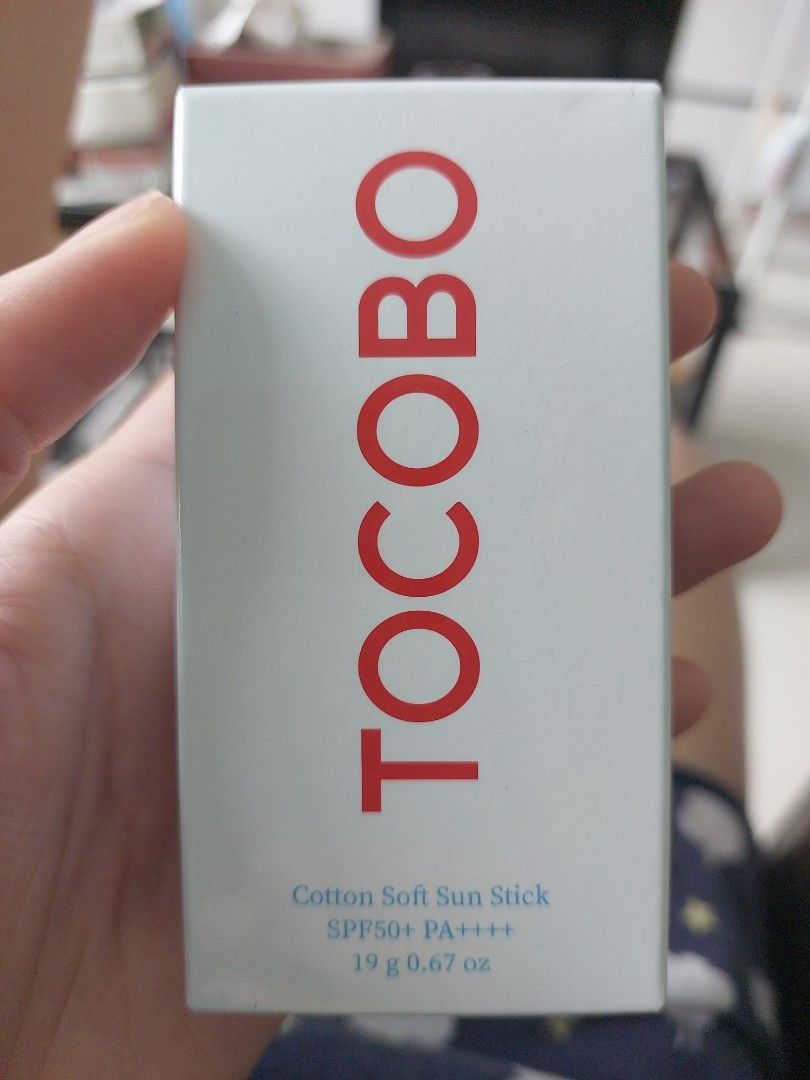 TOCOBO
Cotton Soft Sun Stick
SPF50+ PA++++
19 g 0.67 oz